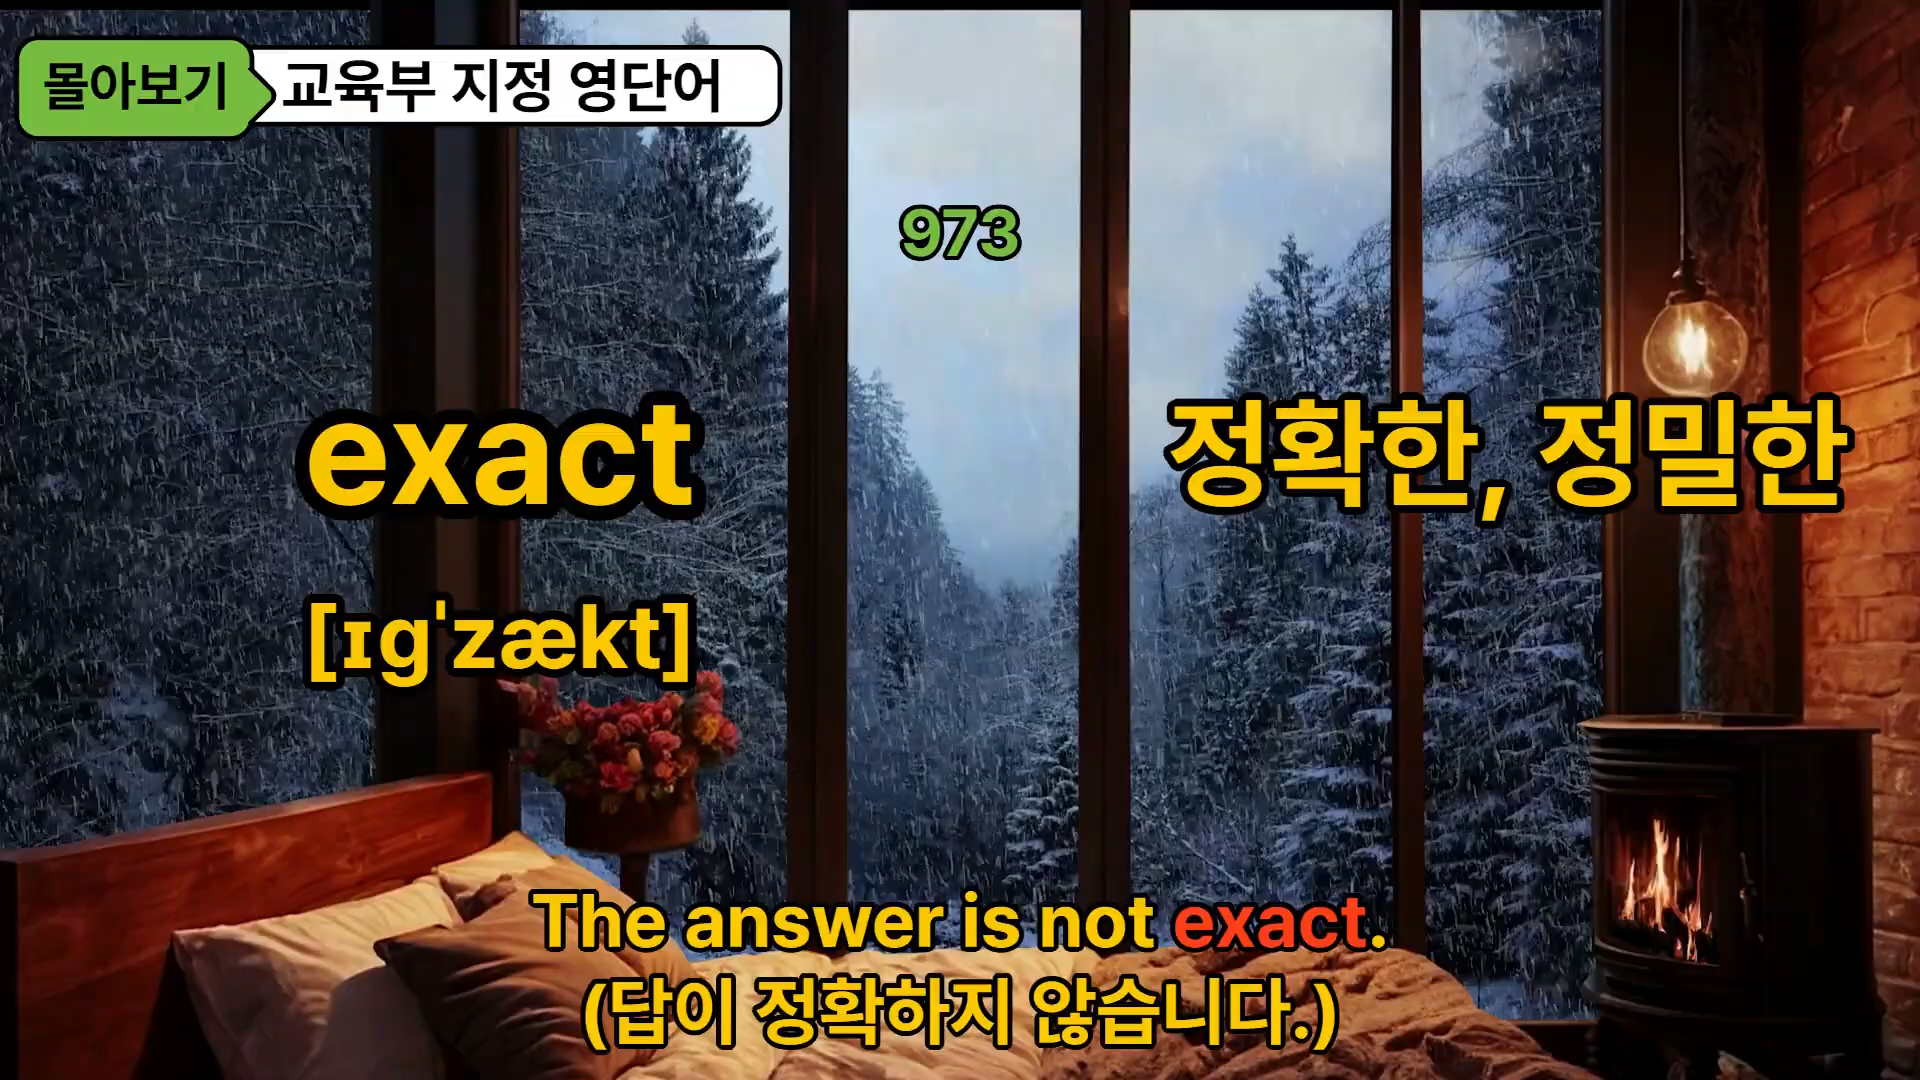 몰아보기 교육부 지정 영단어
973
exact
정확한, 정밀한
[ɪgˈzækt]
The answer is not exact.
(답이 정확하지 않습니다.)